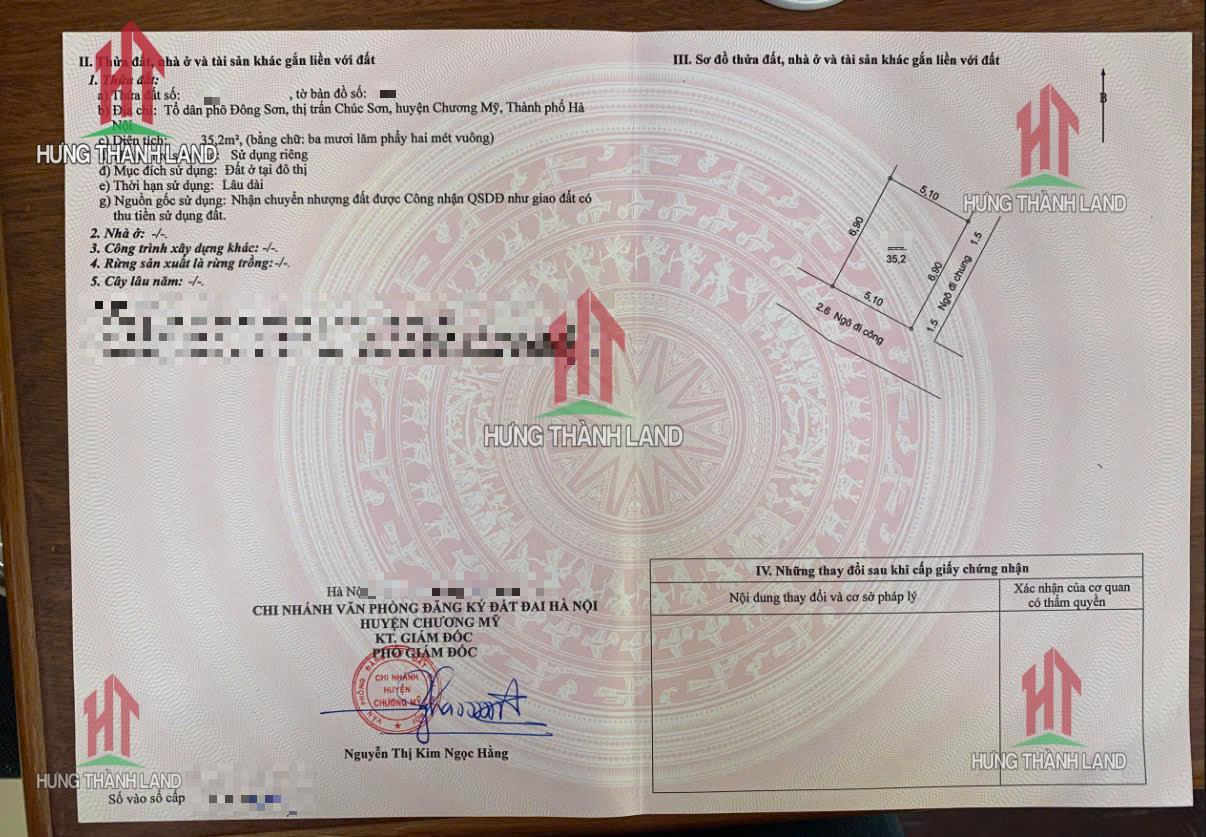 II. Thửa đất, nhà ở và tài sản khác gắn liền với đất
1. Thửa đất:
a) Thửa đất số: , tờ bản đồ số:
b) Địa chỉ: Tổ dân phố Đông Sơn, thị trấn Chúc Sơn, huyện Chương Mỹ, Thành phố Hà
Nội
c) Diện tích: 35,2m², (bằng chữ: ba mươi lăm phẩy hai mét vuông)
Sử dụng riêng
đ) Mục đích sử dụng: Đất ở tại đô thị
e) Thời hạn sử dụng: Lâu dài
g) Nguồn gốc sử dụng: Nhận chuyển nhượng đất được Công nhận QSDĐ như giao đất có
thu tiền sử dụng đất.
2. Nhà ở: -/-.
3. Công trình xây dựng khác: -/-.
4. Rừng sản xuất là rừng trồng: -/-.
5. Cây lâu năm: -/-.
Hà Nội
CHI NHÁNH VĂN PHÒNG ĐĂNG KÝ ĐẤT ĐAI HÀ NỘI
HUYỆN CHƯƠNG MỸ
KT. GIÁM ĐỐC
PHÓ GIÁM ĐỐC
CHI NHÁNH
HUYỆN
CHƯƠNG MỸ
Nguyễn Thị Kim Ngọc Hằng
Số vào sổ cấp
III. Sơ đồ thửa đất, nhà ở và tài sản khác gắn liền với đất
B
5,10
6,90
35,2
6,90
5,10
1.5 Ngõ đi chung 1.5
2.6 Ngõ đi công
IV. Những thay đổi sau khi cấp giấy chứng nhận
Nội dung thay đổi và cơ sở pháp lý
Xác nhận của cơ quan
có thẩm quyền
HT
HƯNG THÀNH LAND
HT
HƯNG THÀNH LAND
HT
HƯNG THÀNH LAND
HT
HƯNG THÀNH LAND
HT
HƯNG THÀNH LAND